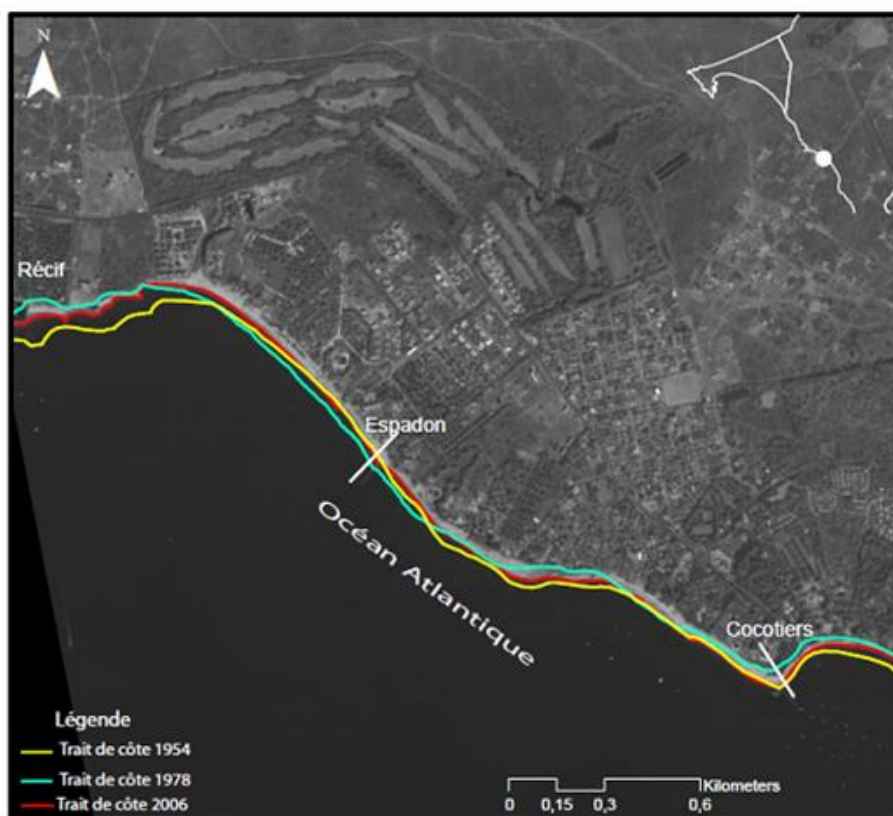 N
Récif
Espadon
Océan Atlantique
Cocotiers
Légende
Trait de côte 1954
Trait de côte 1978
Trait de côte 2006
Kilometers
0 0,15 0,3 0,6